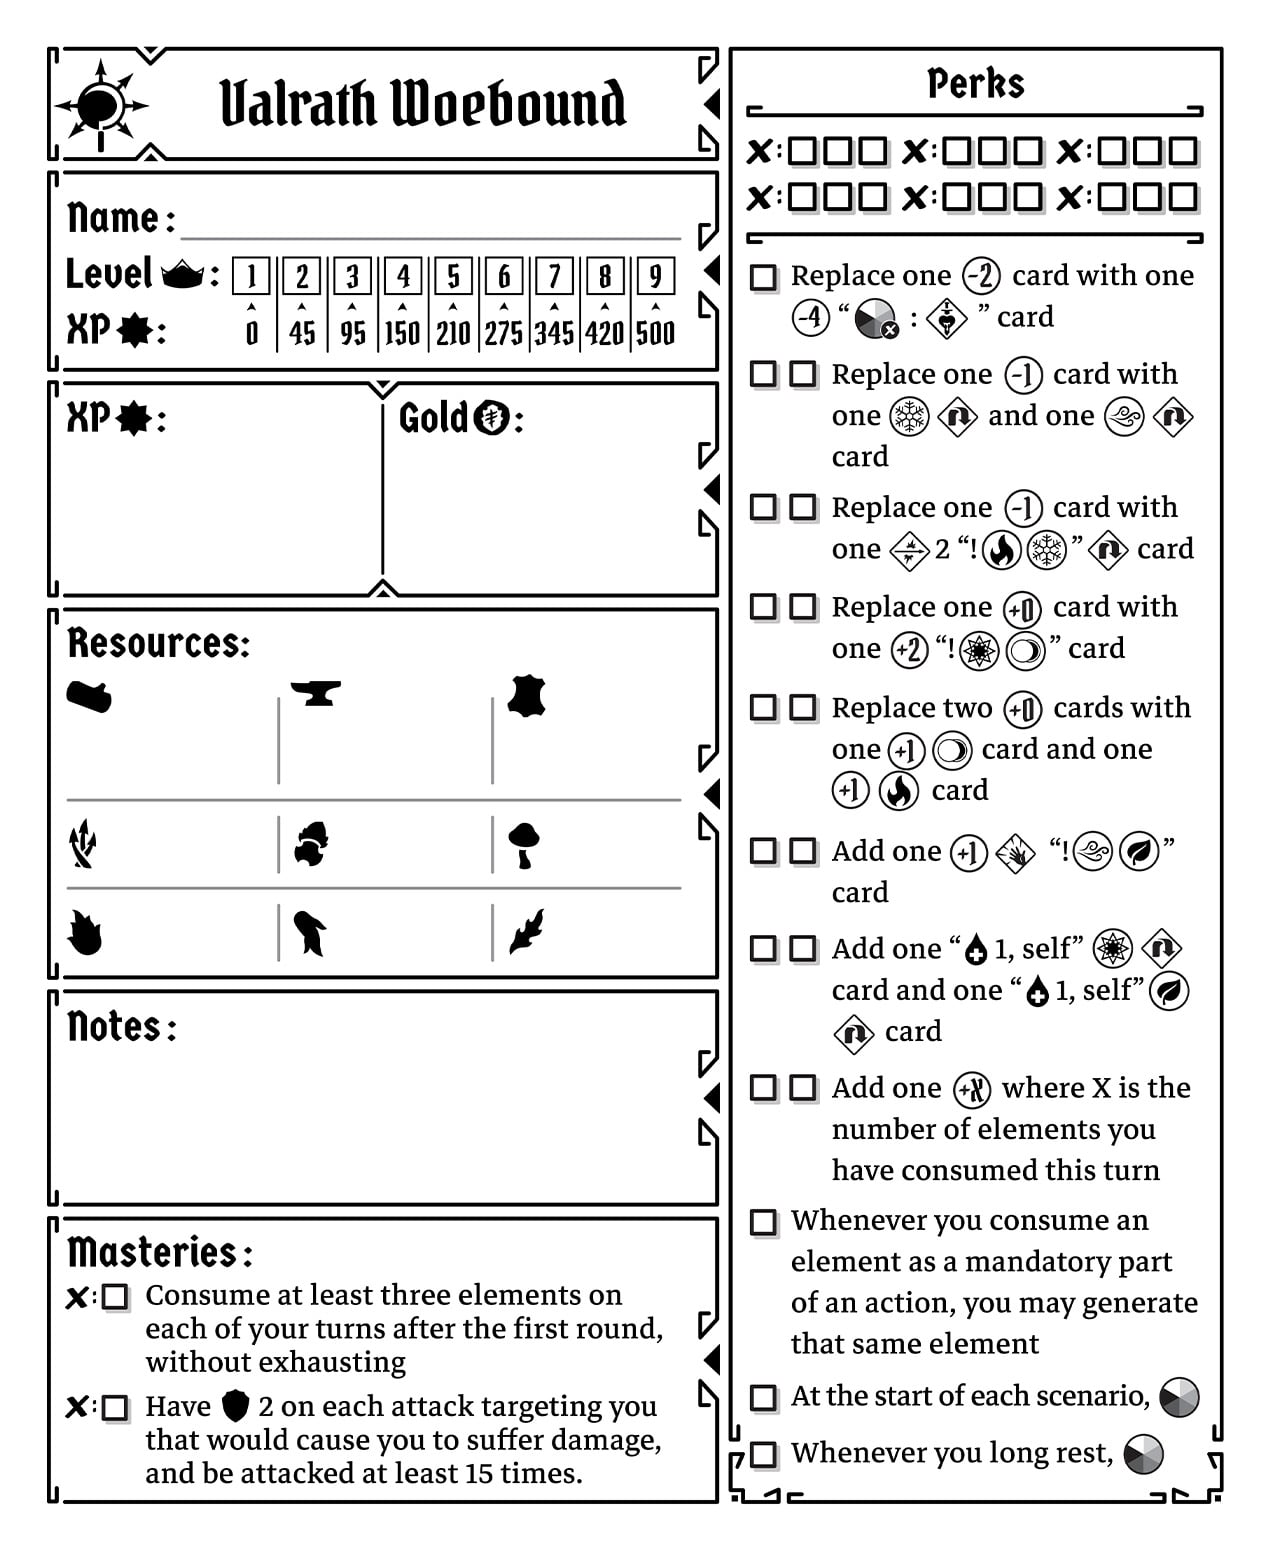 Valrath Woebound
Name:
Level :
1 2 3 4 5 6 7 8 9
XP :
0 45 95 150 210 275 345 420 500
XP :
Gold :
Resources:
Notes:
Masteries:
x: Consume at least three elements on
each of your turns after the first round,
without exhausting
x: Have 2 on each attack targeting you
that would cause you to suffer damage,
and be attacked at least 15 times.
Perks
x: x: x:
x: x: x:
Replace one -2 card with one
-4 “ : ” card
Replace one -1 card with
one and one
card
Replace one -1 card with
one 2 “! ” card
Replace one +0 card with
one +2 “! ” card
Replace two +0 cards with
one +1 card and one
+1 card
Add one +1 “! ”
card
Add one “ 1, self”
card and one “ 1, self”
card
Add one +X where X is the
number of elements you
have consumed this turn
Whenever you consume an
element as a mandatory part
of an action, you may generate
that same element
At the start of each scenario,
Whenever you long rest,